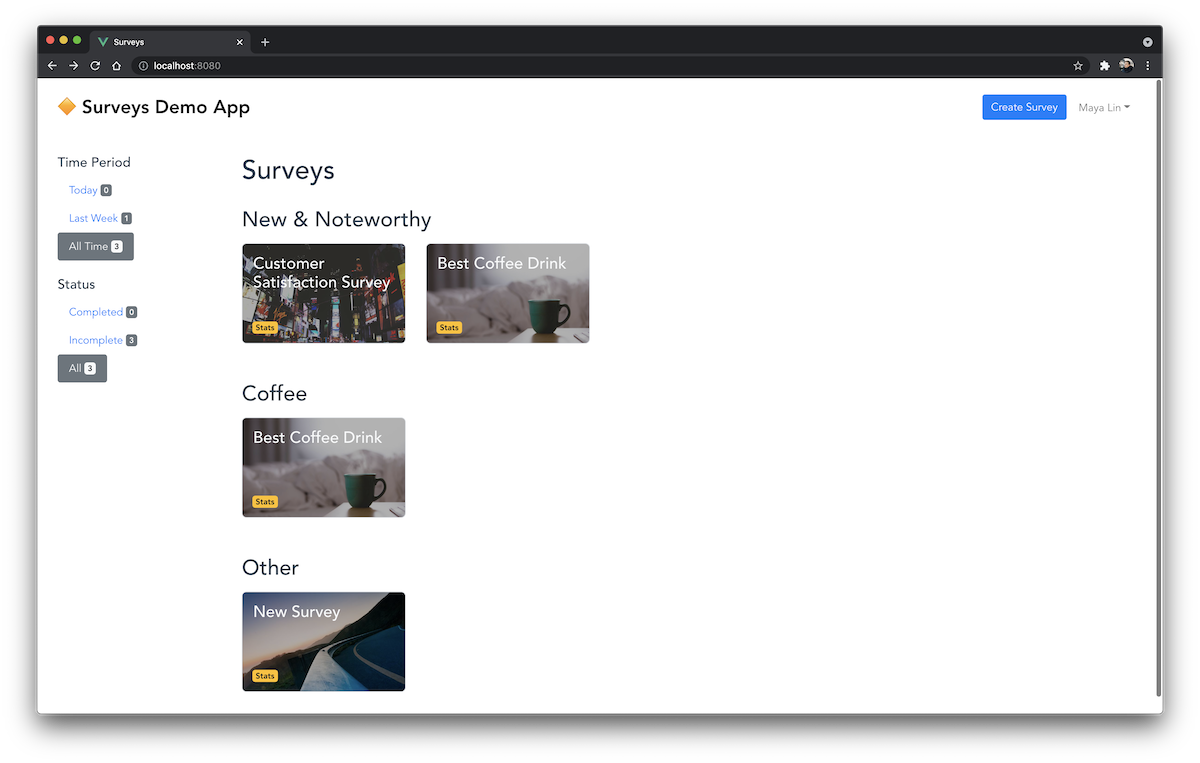 Surveys
localhost:8080
Surveys Demo App
Create Survey
Maya Lin
Time Period
Today 0
Last Week 1
All Time 3
Status
Completed 0
Incomplete 3
All 3
Surveys
New & Noteworthy
Customer
Satisfaction Survey
Stats
Best Coffee Drink
Stats
Coffee
Best Coffee Drink
Stats
Other
New Survey
Stats